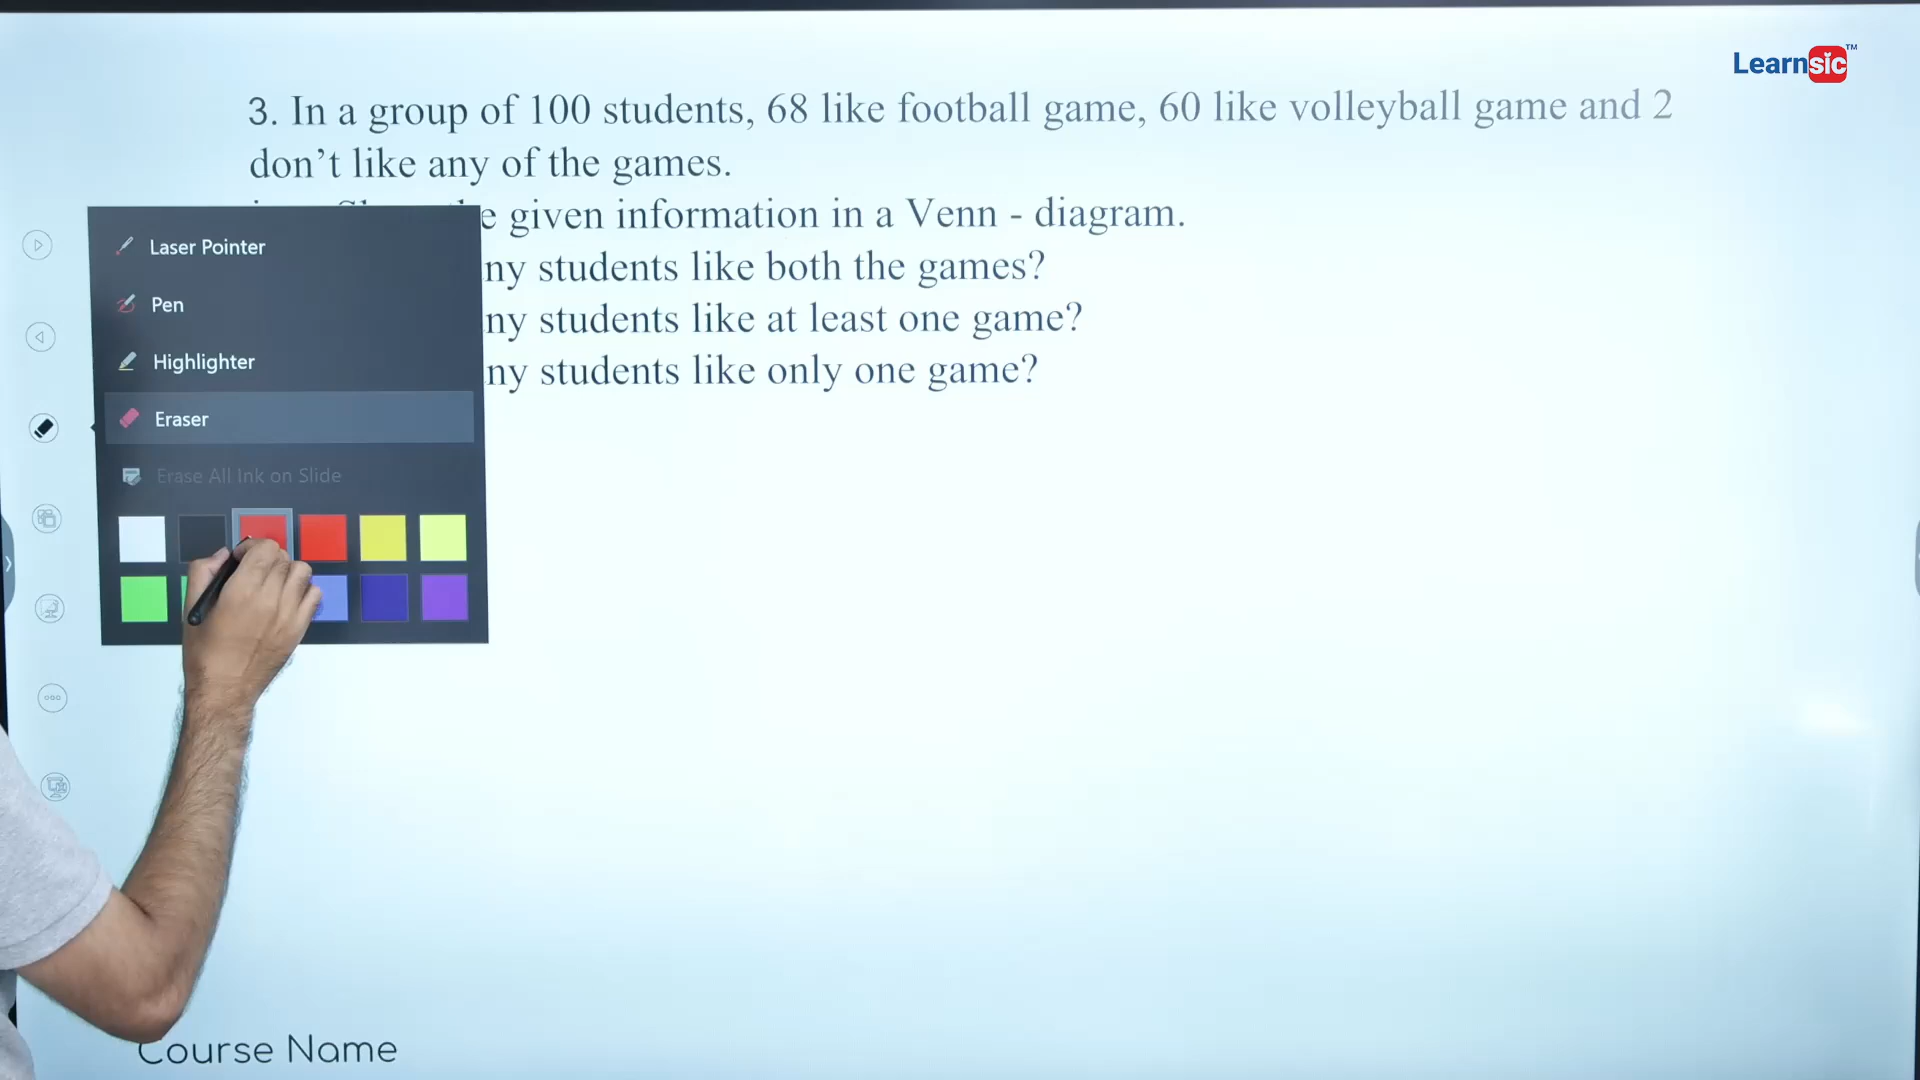 Learnsic™
3. In a group of 100 students, 68 like football game, 60 like volleyball game and 2
don't like any of the games.
e given information in a Venn - diagram.
ny students like both the games?
ny students like at least one game?
ny students like only one game?
Laser Pointer
Pen
Highlighter
Eraser
Erase All Ink on Slide
Course Name